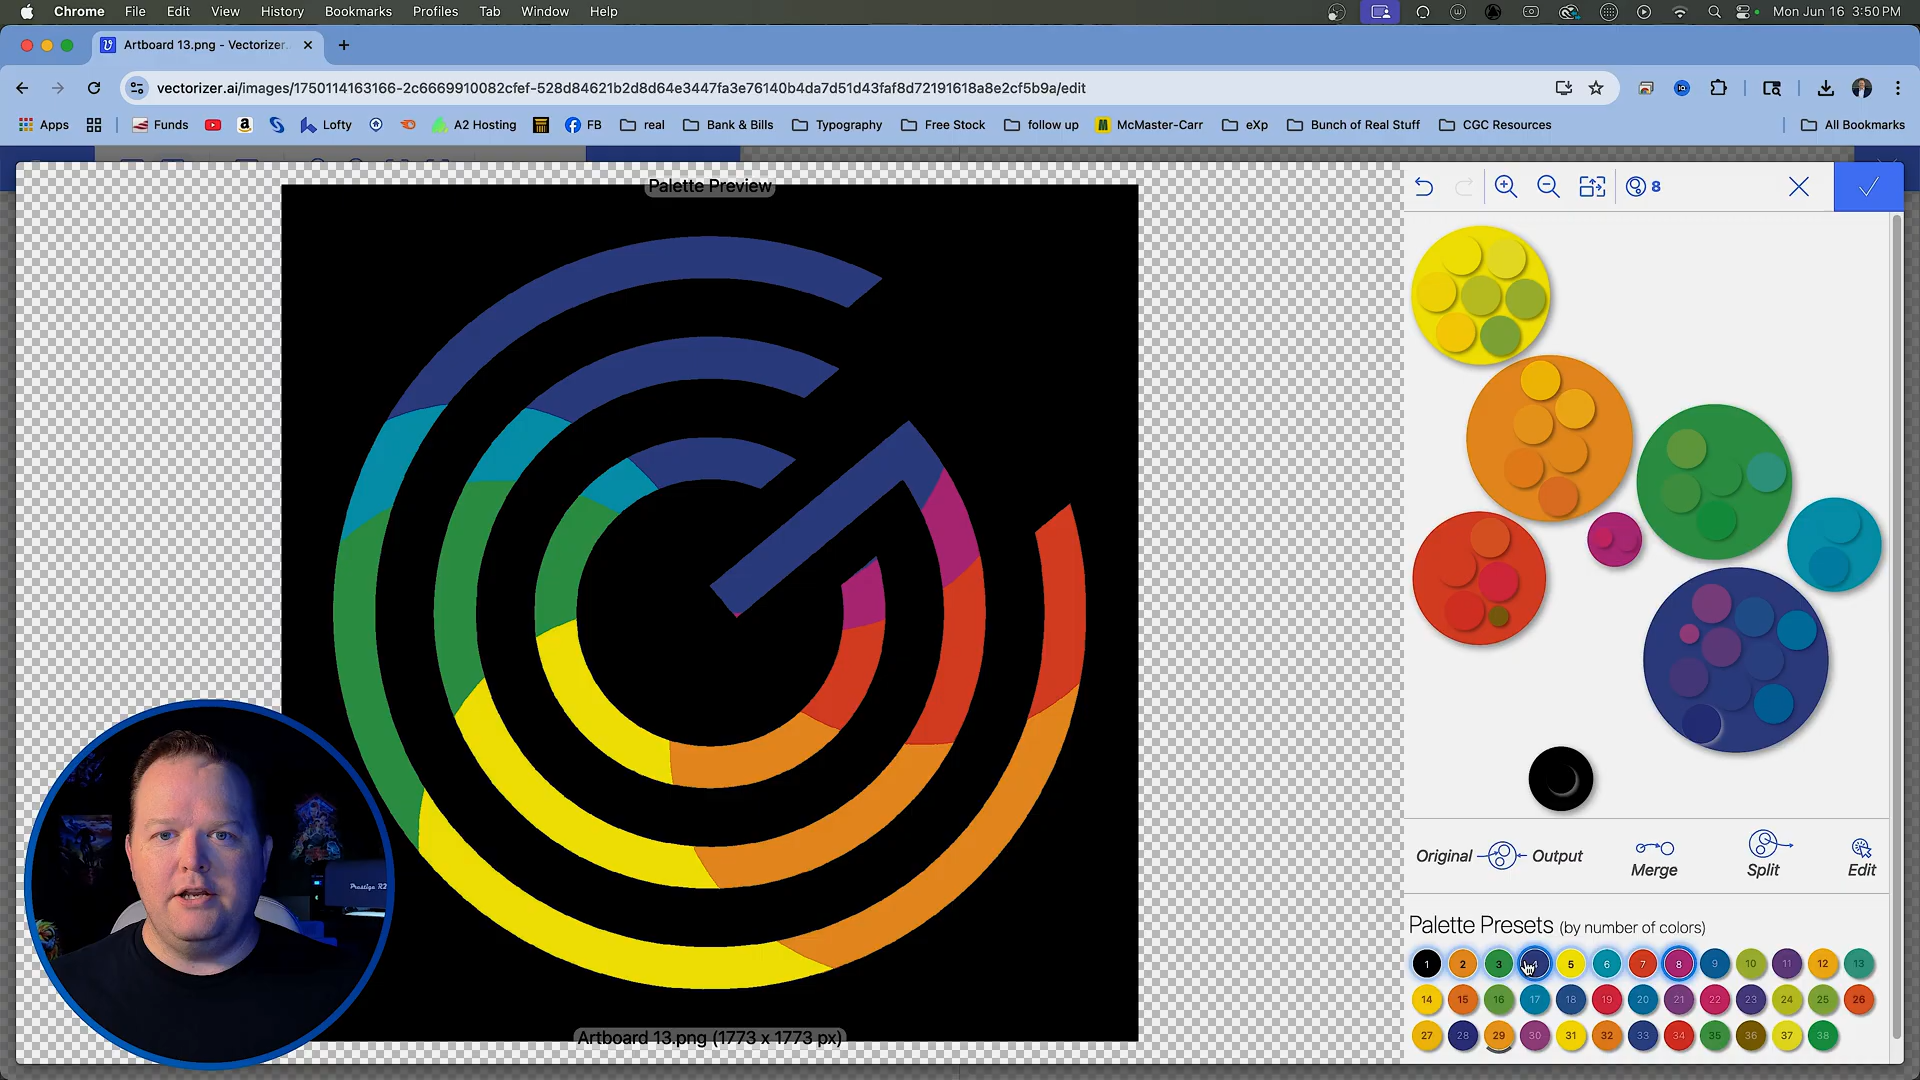 Chrome File Edit View History Bookmarks Profiles Tab Window Help
Mon Jun 16 3:50 PM
Artboard 13.png - Vectorizer.
vectorizer.ai/images/1750114163166-2c6669910082cfef-528d84621b2d8d64e3447fa3e76140b4da7d51d43faf8d72191618a8e2cf5b9a/edit
Apps Funds Lofty A2 Hosting FB real Bank & Bills Typography Free Stock follow up McMaster-Carr eXp Bunch of Real Stuff CGC Resources All Bookmarks
Palette Preview
8
Original Output
Merge
Split
Edit
Palette Presets (by number of colors)
1 2 3 4 5 6 7 8 9 10 11 12 13
14 15 16 17 18 19 20 21 22 23 24 25 26
27 28 29 30 31 32 33 34 35 36 37 38
Artboard 13.png (1773 x 1773 px)
Prestige R2